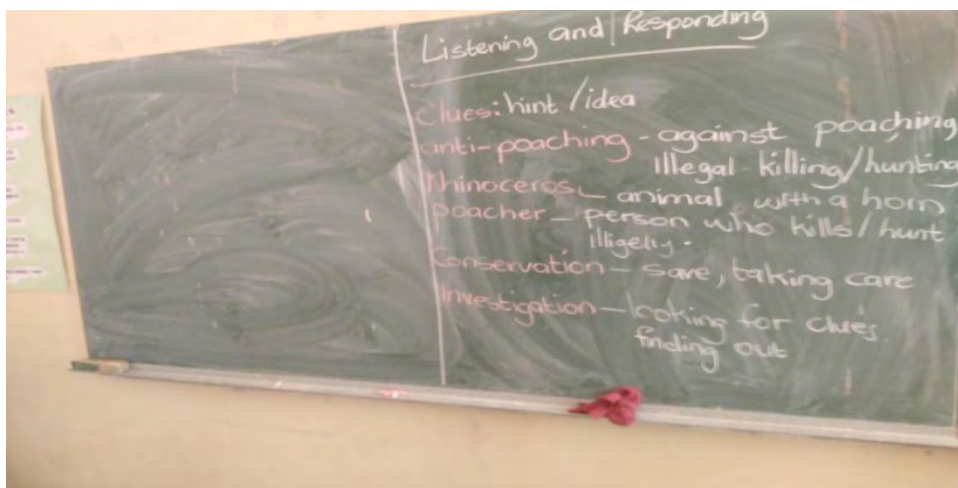 Listening and Responding
Clues: hint / idea
anti-poaching - against poaching,
Illegal killing/hunting
Rhinoceros - animal with a horn
poacher - person who kills / hunt
illigely.
Conservation - save, taking care
Investigation - looking for clues
finding out